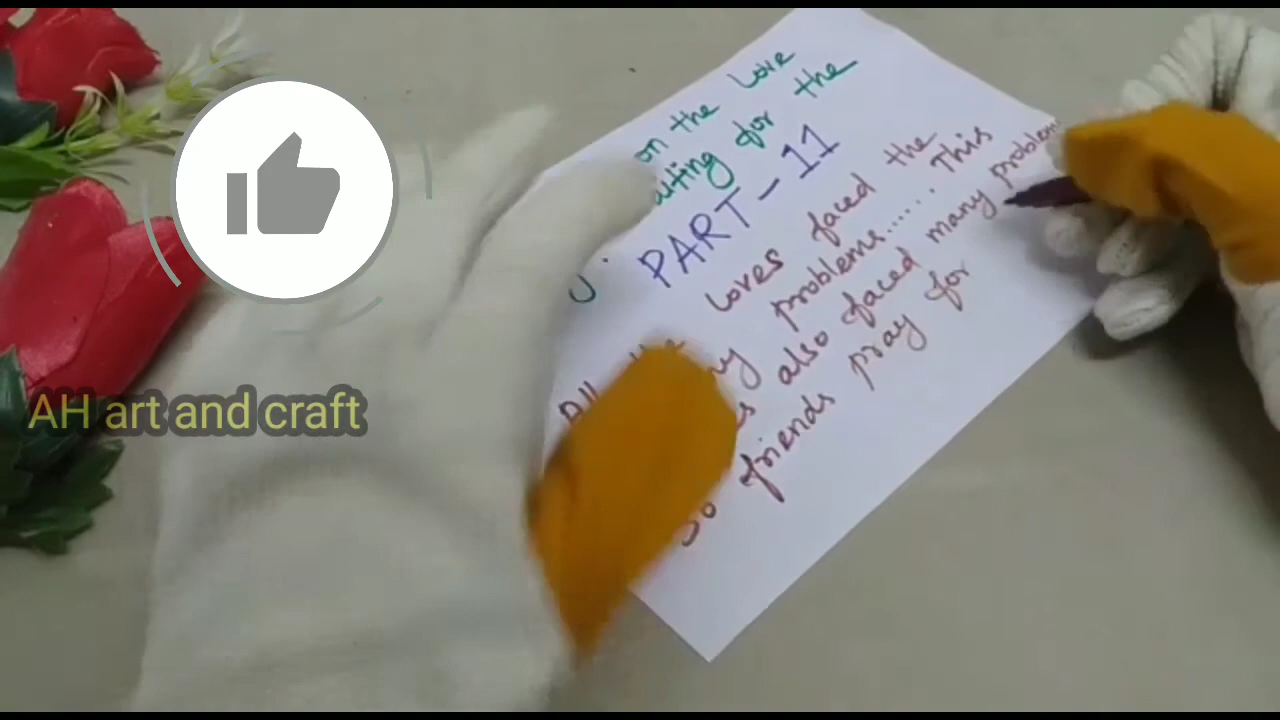 on the love
for the
PART-11
loves faced the
problems..... This
also faced many problem
So friends pray for
AH art and craft